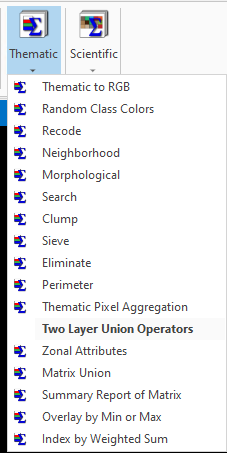 Thematic Scientific
Thematic to RGB
Random Class Colors
Recode
Neighborhood
Morphological
Search
Clump
Sieve
Eliminate
Perimeter
Thematic Pixel Aggregation
Two Layer Union Operators
Zonal Attributes
Matrix Union
Summary Report of Matrix
Overlay by Min or Max
Index by Weighted Sum